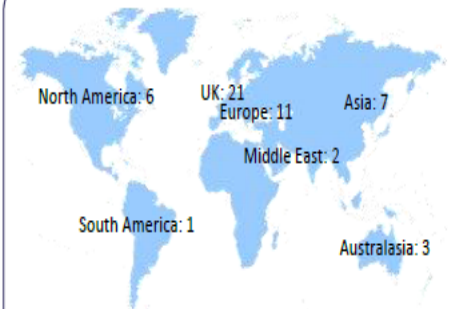 North America: 6
UK: 21
Europe: 11
Asia: 7
Middle East: 2
South America: 1
Australasia: 3